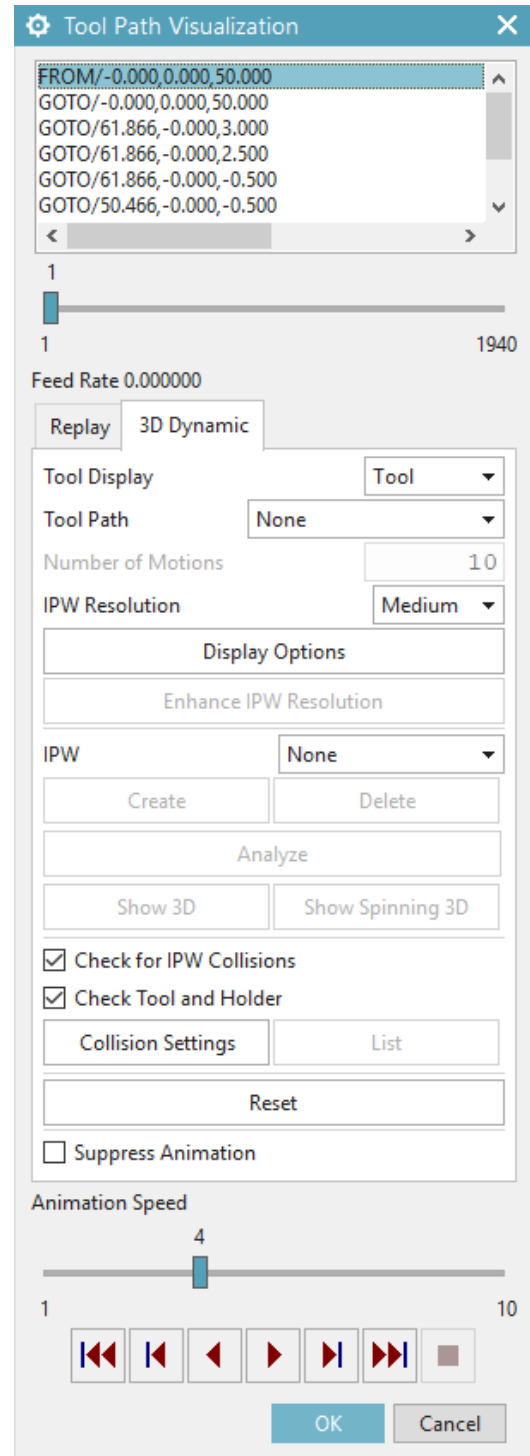 Tool Path Visualization
FROM/-0.000,0.000,50.000
GOTO/-0.000,0.000,50.000
GOTO/61.866,-0.000,3.000
GOTO/61.866,-0.000,2.500
GOTO/61.866,-0.000,-0.500
GOTO/50.466,-0.000,-0.500
1
1 1940
Feed Rate 0.000000
Replay 3D Dynamic
Tool Display Tool
Tool Path None
Number of Motions 10
IPW Resolution Medium
Display Options
Enhance IPW Resolution
IPW None
Create Delete
Analyze
Show 3D Show Spinning 3D
Check for IPW Collisions
Check Tool and Holder
Collision Settings List
Reset
Suppress Animation
Animation Speed
4
1 10
OK Cancel